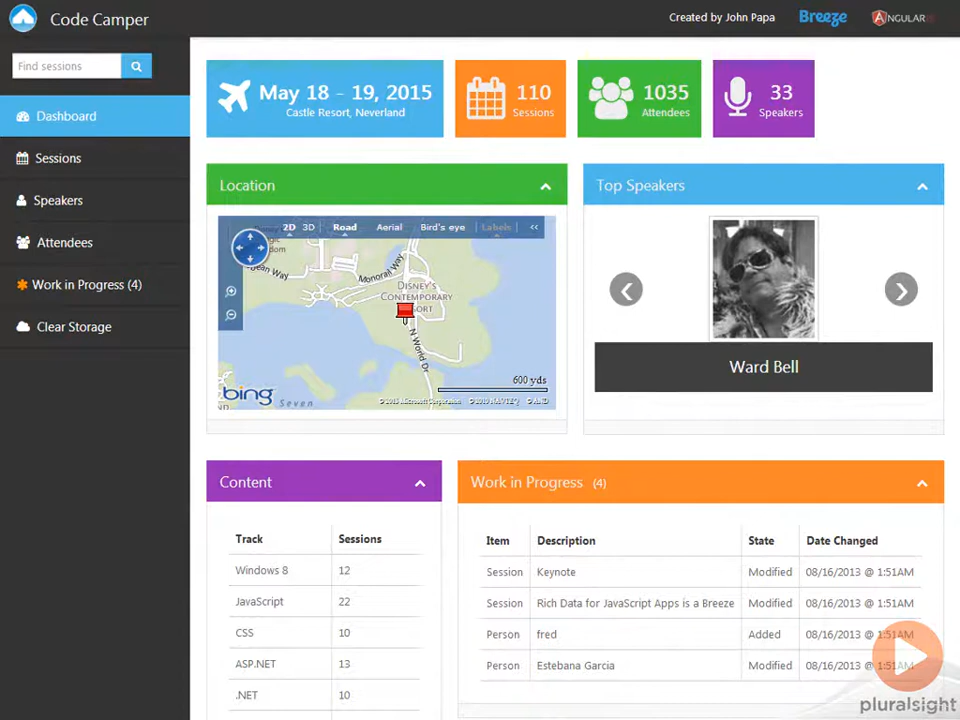 Code Camper
Created by John Papa
Breeze
ANGULAR
Find sessions
Dashboard
Sessions
Speakers
Attendees
Work in Progress (4)
Clear Storage
May 18 - 19, 2015
Castle Resort, Neverland
110
Sessions
1035
Attendees
33
Speakers
Location
2D 3D Road Aerial Bird's eye Labels «
Monorail Way
DISNEY'S
CONTEMPORARY
N World Dr
600 yds
bing
Seven
Top Speakers
Ward Bell
Content
Track Sessions
Windows 8 12
JavaScript 22
CSS 10
ASP.NET 13
.NET 10
Work in Progress (4)
Item Description State Date Changed
Session Keynote Modified 08/16/2013 @ 1:51AM
Session Rich Data for JavaScript Apps is a Breeze Modified 08/16/2013 @ 1:51AM
Person fred Added 08/16/2013 @ 1:51AM
Person Estebana Garcia Modified 08/16/2013 @ 1:51AM
pluralsight